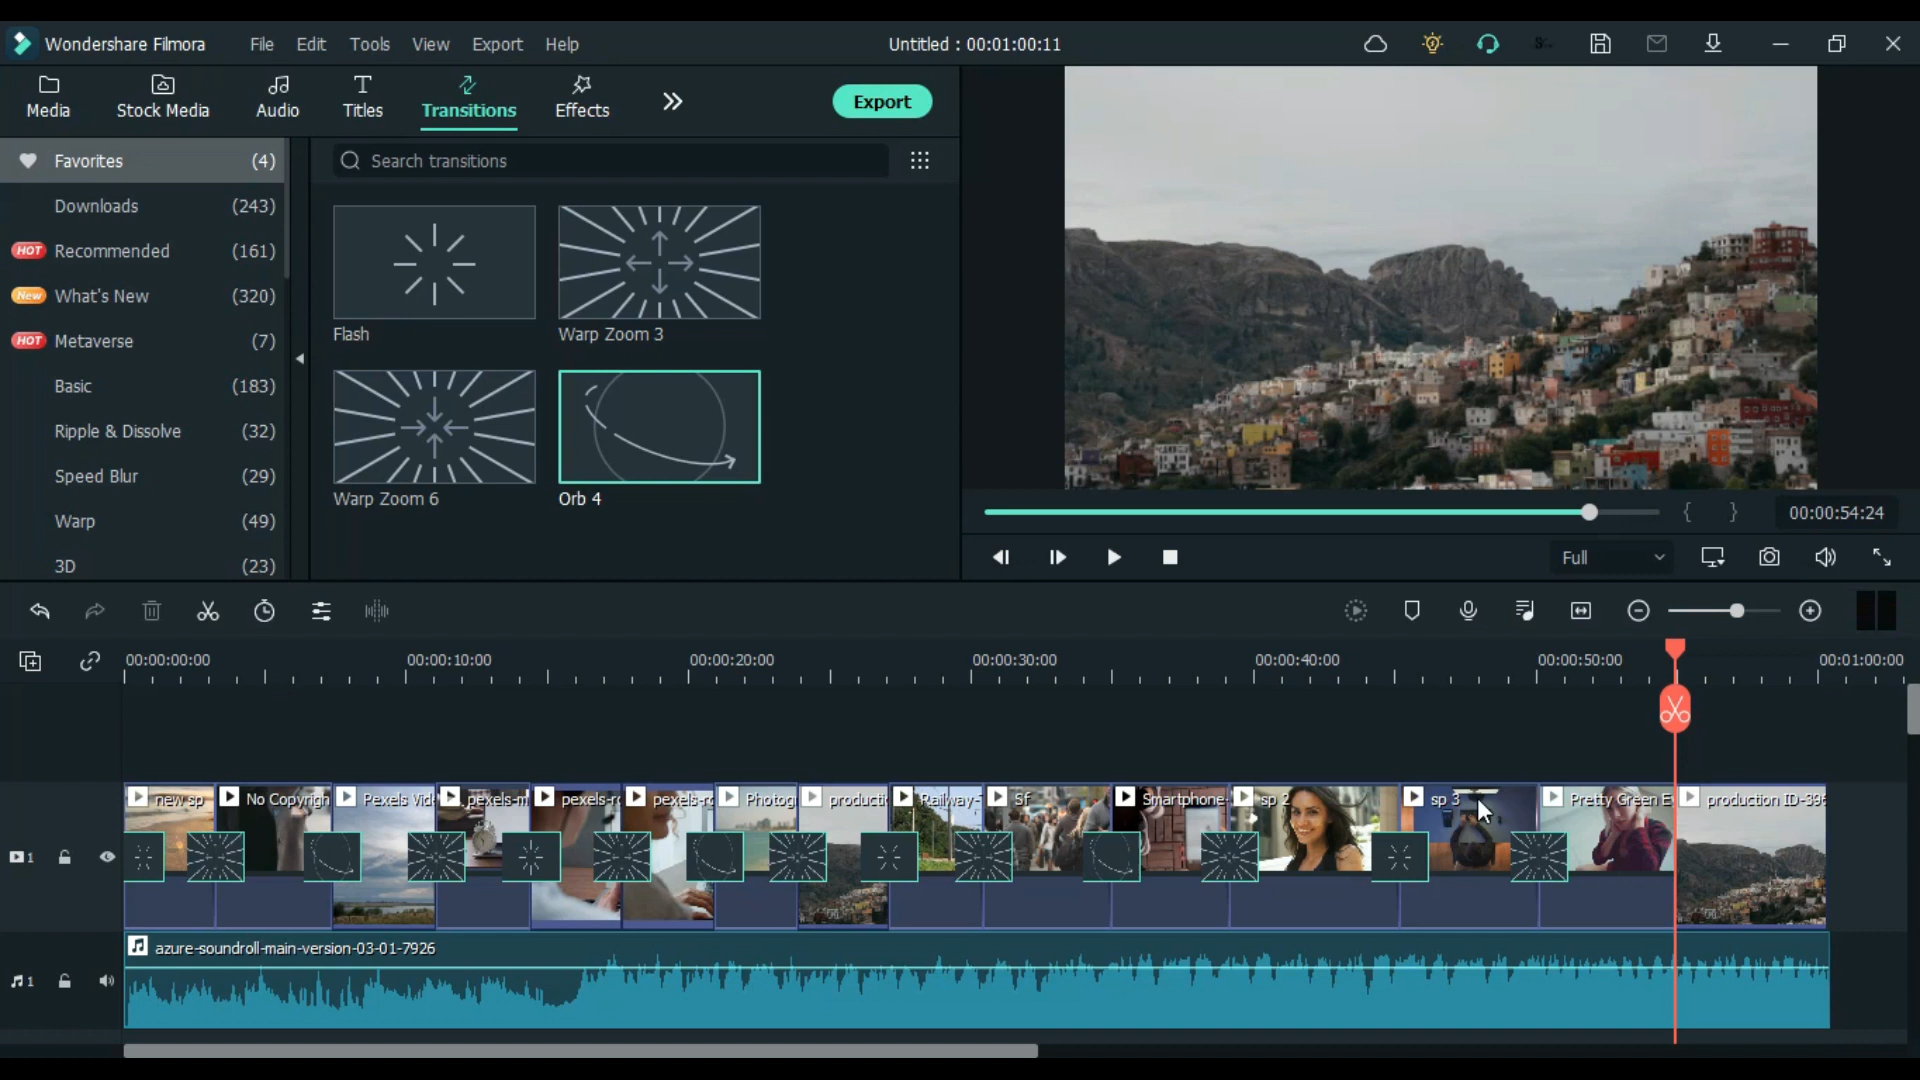 Wondershare Filmora
File
Edit
Tools
View
Export
Help
Untitled : 00:01:00:11
Media
Stock Media
Audio
Titles
Transitions
Effects
Export
Favorites (4)
Downloads (243)
HOT Recommended (161)
New What's New (320)
HOT Metaverse (7)
Basic (183)
Ripple & Dissolve (32)
Speed Blur (29)
Warp (49)
3D (23)
Search transitions
Flash
Warp Zoom 3
Warp Zoom 6
Orb 4
{ }
00:00:54:24
Full
00:00:00:00
00:00:10:00
00:00:20:00
00:00:30:00
00:00:40:00
00:00:50:00
00:01:00:00
1
new sp
No Copyrigh
Pexels Vid
pexels-m
pexels-r
pexels-r
Photog
producti
Railway-
Sf
Smartphone-
sp 2
sp 3
Pretty Green E
production ID-39
1
azure-soundroll-main-version-03-01-7926